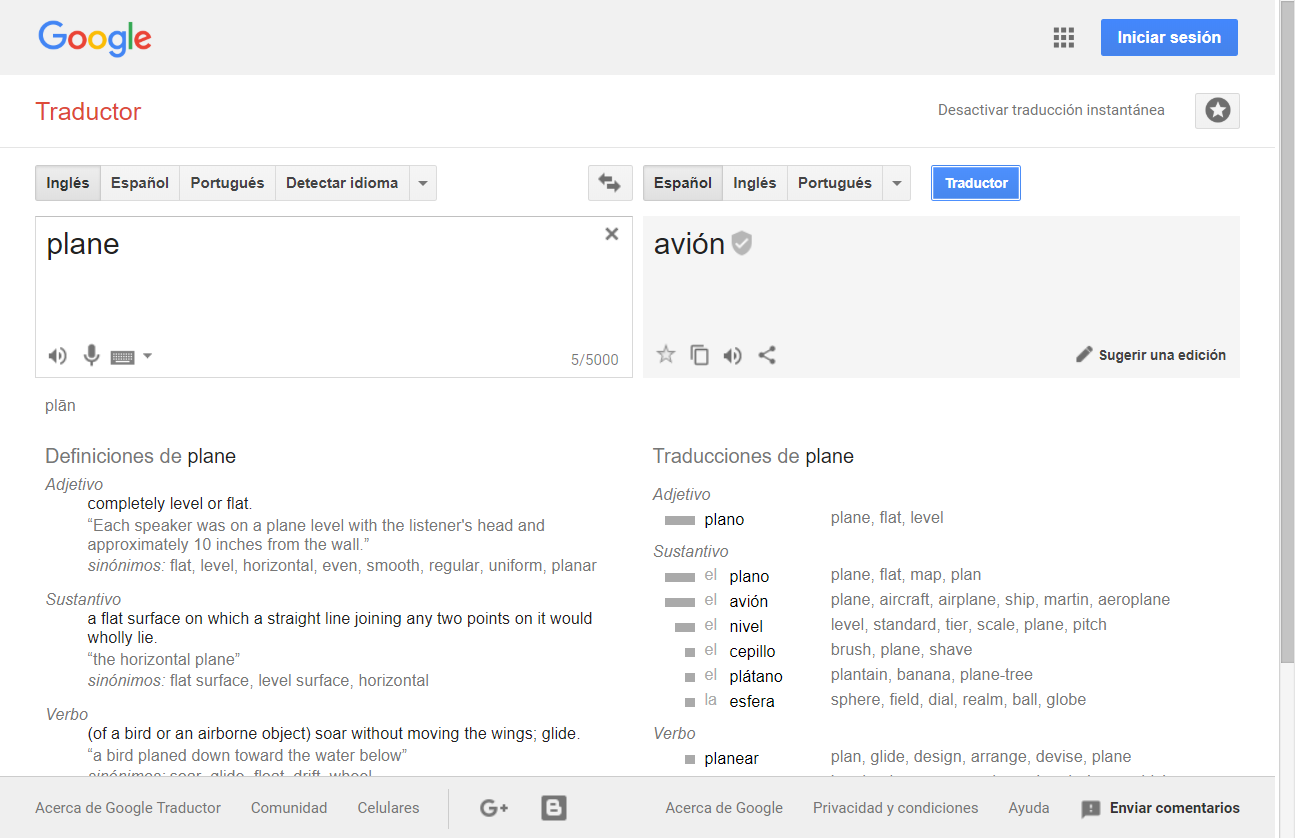 Google
Iniciar sesión
Traductor
Desactivar traducción instantánea
Inglés Español Portugués Detectar idioma
Español Inglés Portugués Traductor
plane
avión
5/5000
Sugerir una edición
plān
Definiciones de plane
Adjetivo
completely level or flat.
“Each speaker was on a plane level with the listener's head and
approximately 10 inches from the wall.”
sinónimos: flat, level, horizontal, even, smooth, regular, uniform, planar
Sustantivo
a flat surface on which a straight line joining any two points on it would
wholly lie.
“the horizontal plane”
sinónimos: flat surface, level surface, horizontal
Verbo
(of a bird or an airborne object) soar without moving the wings; glide.
“a bird planed down toward the water below”
sinónimos: soar, glide, float, drift, wheel
Traducciones de plane
Adjetivo
plano plane, flat, level
Sustantivo
el plano plane, flat, map, plan
el avión plane, aircraft, airplane, ship, martin, aeroplane
el nivel level, standard, tier, scale, plane, pitch
el cepillo brush, plane, shave
el plátano plantain, banana, plane-tree
la esfera sphere, field, dial, realm, ball, globe
Verbo
planear plan, glide, design, arrange, devise, plane
Acerca de Google Traductor Comunidad Celulares G+ B Acerca de Google Privacidad y condiciones Ayuda Enviar comentarios